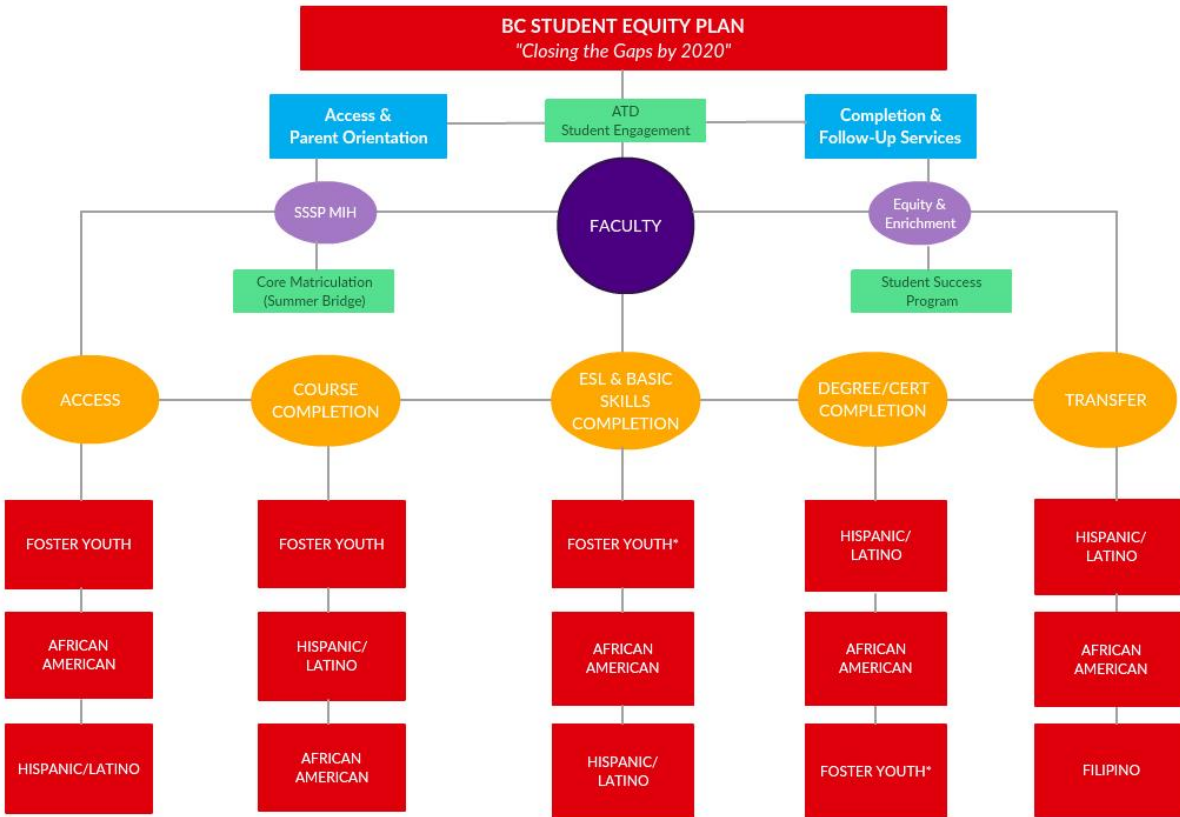 BC STUDENT EQUITY PLAN
"Closing the Gaps by 2020"
Access &
Parent Orientation
ATD
Student Engagement
Completion &
Follow-Up Services
SSSP MIH
FACULTY
Equity &
Enrichment
Core Matriculation
(Summer Bridge)
Student Success
Program
ACCESS
COURSE
COMPLETION
ESL & BASIC
SKILLS
COMPLETION
DEGREE/CERT
COMPLETION
TRANSFER
FOSTER YOUTH
FOSTER YOUTH
FOSTER YOUTH*
HISPANIC/
LATINO
HISPANIC/
LATINO
AFRICAN
AMERICAN
HISPANIC/
LATINO
AFRICAN
AMERICAN
AFRICAN
AMERICAN
AFRICAN
AMERICAN
HISPANIC/LATINO
AFRICAN
AMERICAN
HISPANIC/
LATINO
FOSTER YOUTH*
FILIPINO